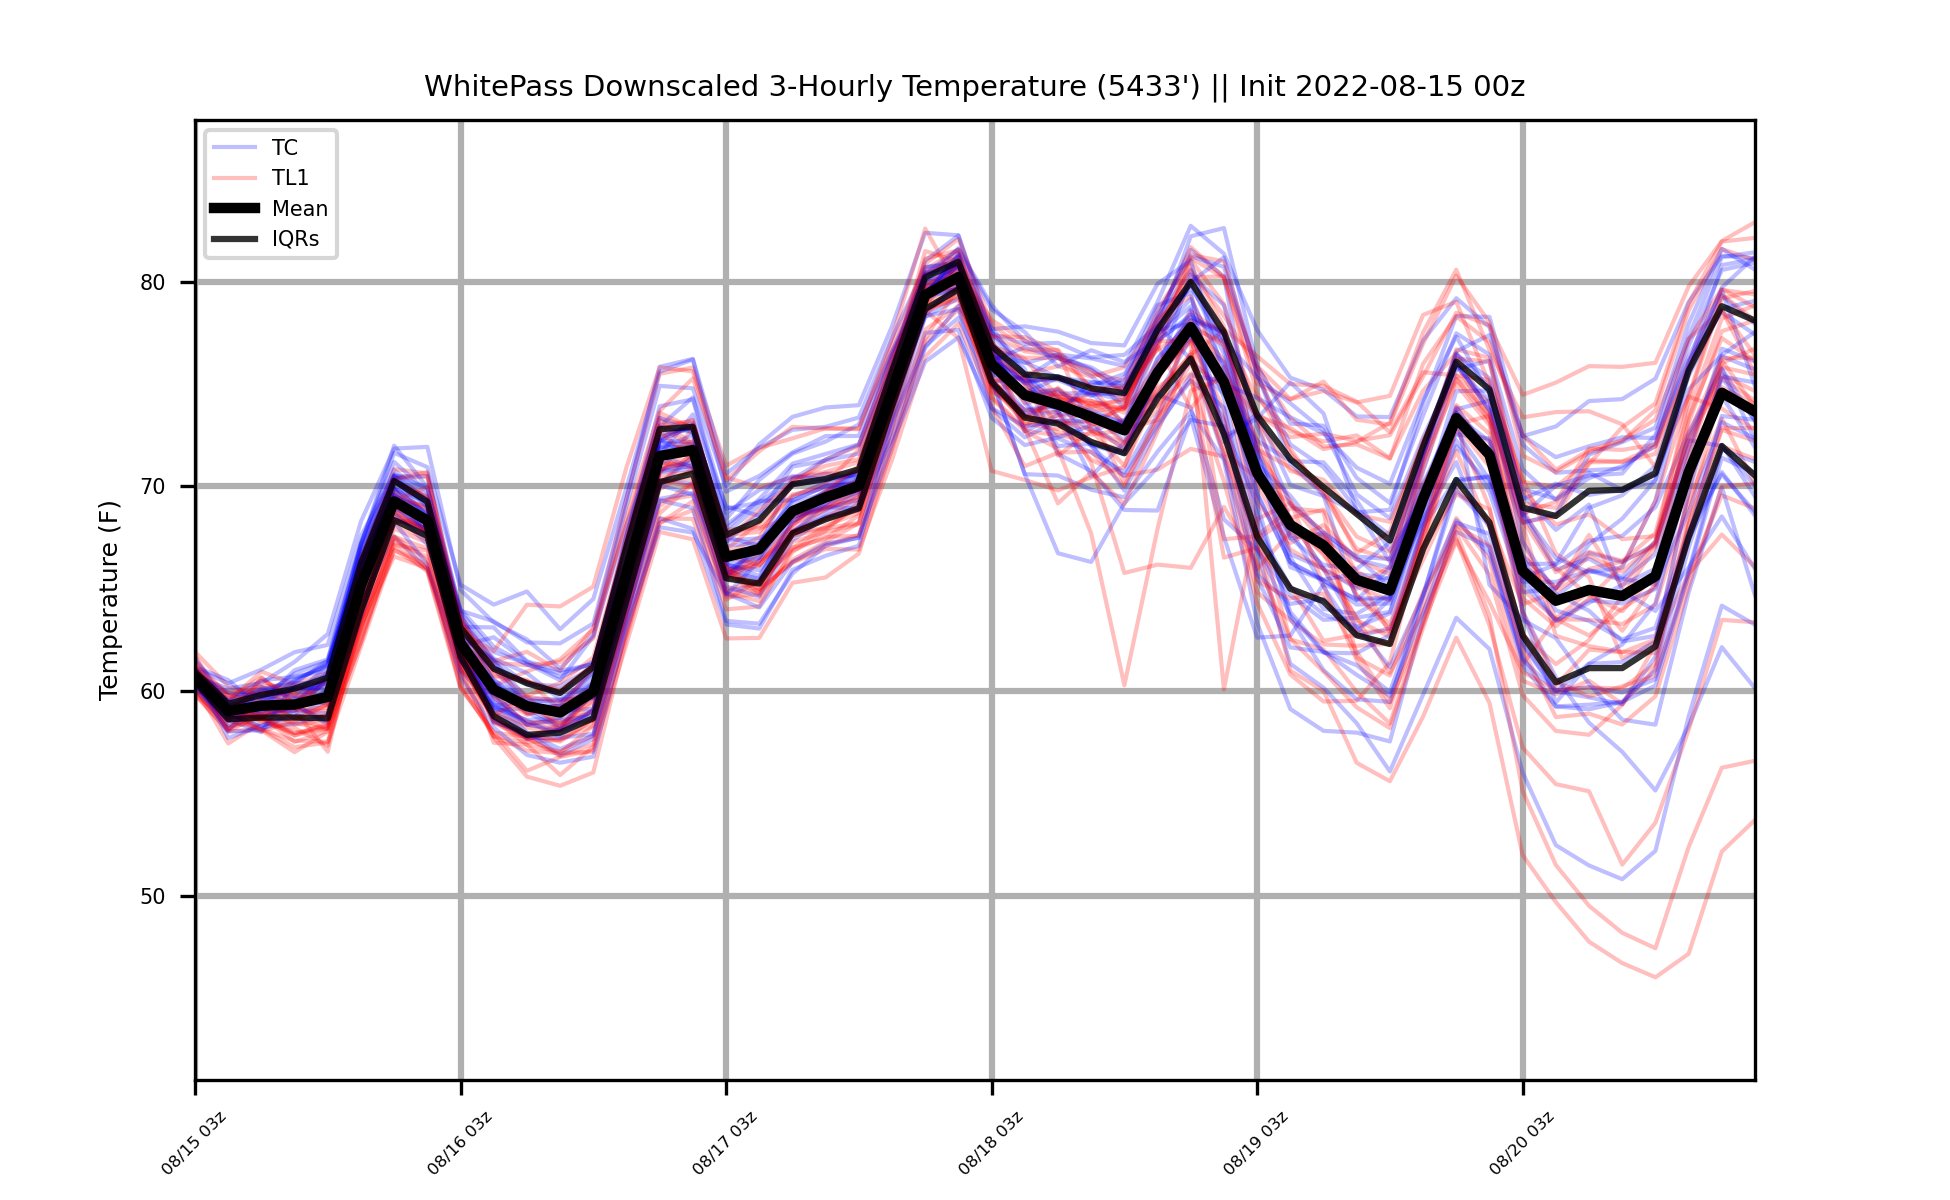 WhitePass Downscaled 3-Hourly Temperature (5433') || Init 2022-08-15 00z
TC
TL1
Mean
IQRs
Temperature (F)
80
70
60
50
08/15 03z
08/16 03z
08/17 03z
08/18 03z
08/19 03z
08/20 03z